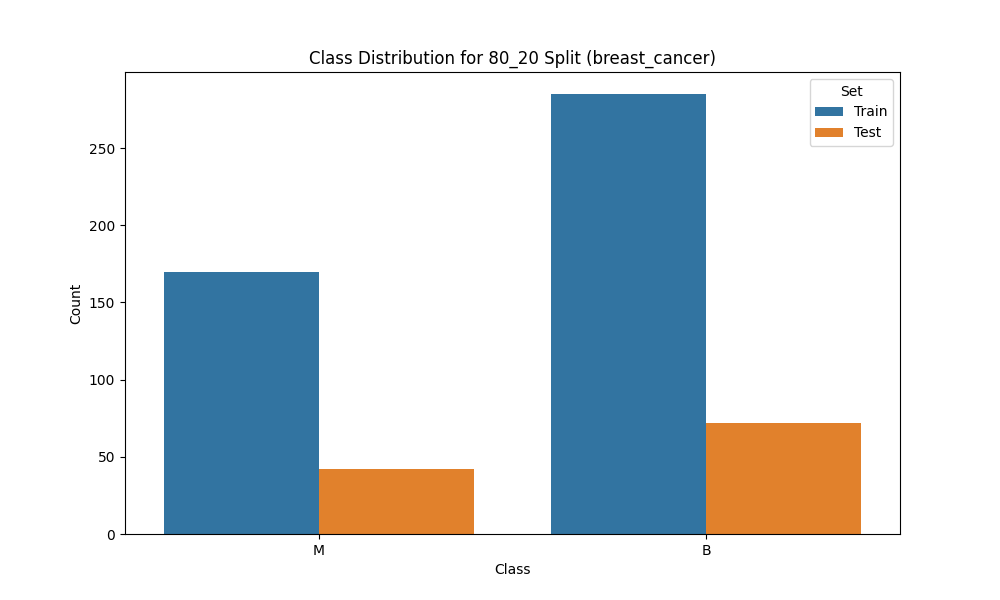 Class Distribution for 80_20 Split (breast_cancer)
Set
Train
Test
250
200
150
100
50
0
Count
M
B
Class